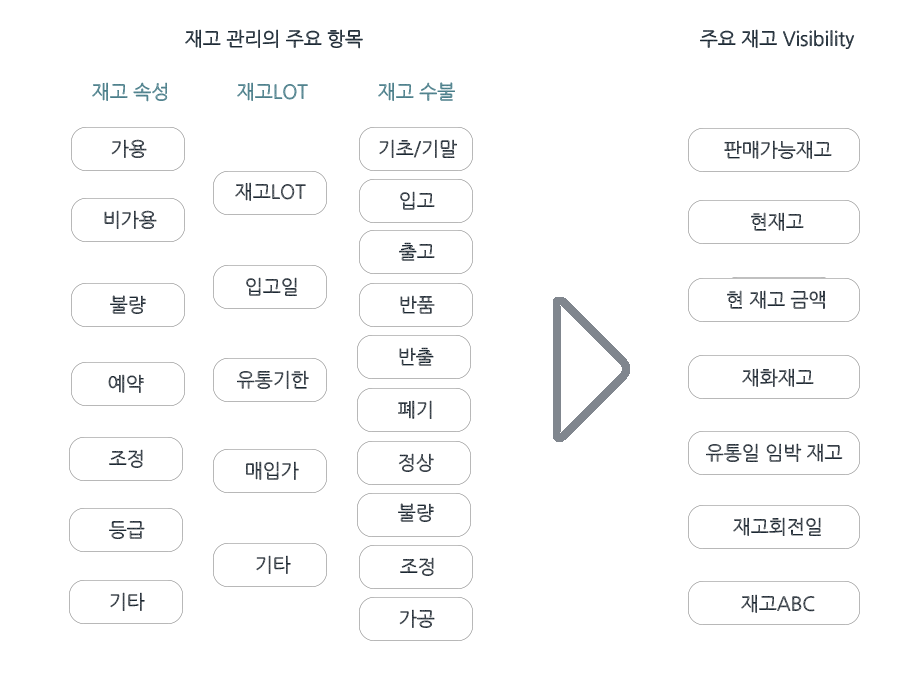 재고 관리의 주요 항목
주요 재고 Visibility
재고 속성
재고LOT
재고 수불
가용
비가용
불량
예약
조정
등급
기타
재고LOT
입고일
유통기한
매입가
기타
기초/기말
입고
출고
반품
반출
폐기
정상
불량
조정
가공
판매가능재고
현재고
현 재고 금액
재화재고
유통일 임박 재고
재고회전일
재고ABC